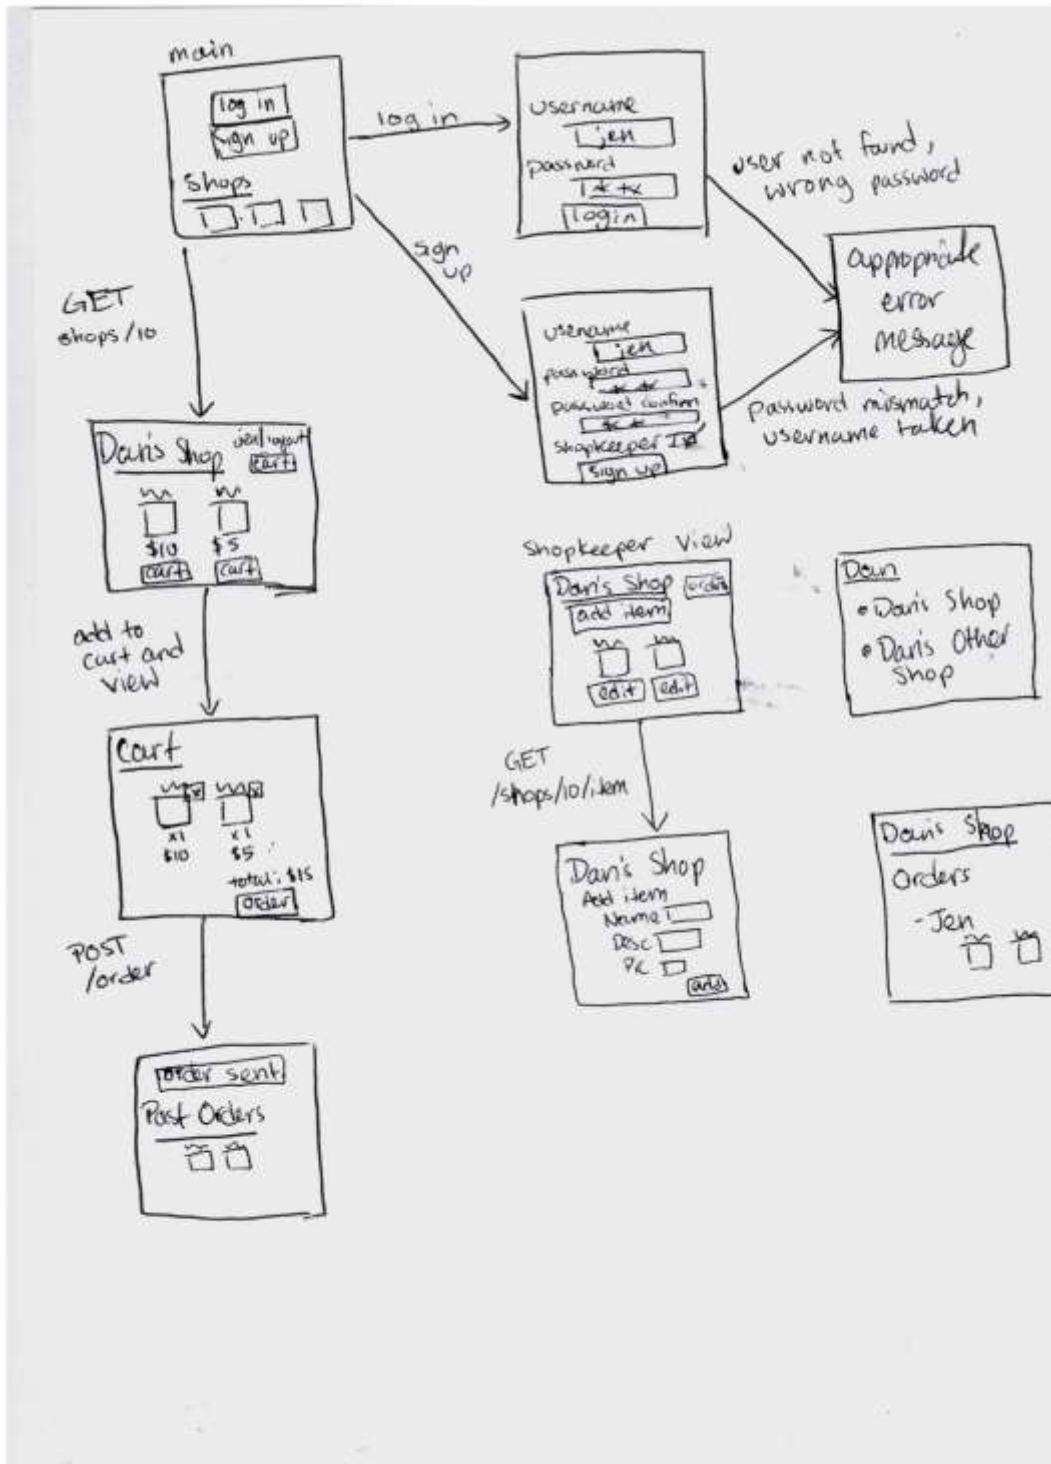 main
log in
sign up
Shops
log in
username
jen
password
login
user not found,
wrong password
appropriate
error
message
sign
up
username
jen
password
password confirm
shopkeeper
sign up
password mismatch,
username taken
GET
shops/10
Dan's Shop
jen/logout
cart
$10
$5
cart
cart
add to
cart and
view
Cart
x
x
x1
x1
$10
$5
total: $15
order
POST
/order
order sent
Past Orders
Shopkeeper View
Dan's Shop
orders
add item
edit
edit
GET
/shops/10/item
Dan's Shop
Add item
Name
Desc
add
Dan
• Dan's Shop
• Dan's Other
Shop
Dan's Shop
Orders
- Jen